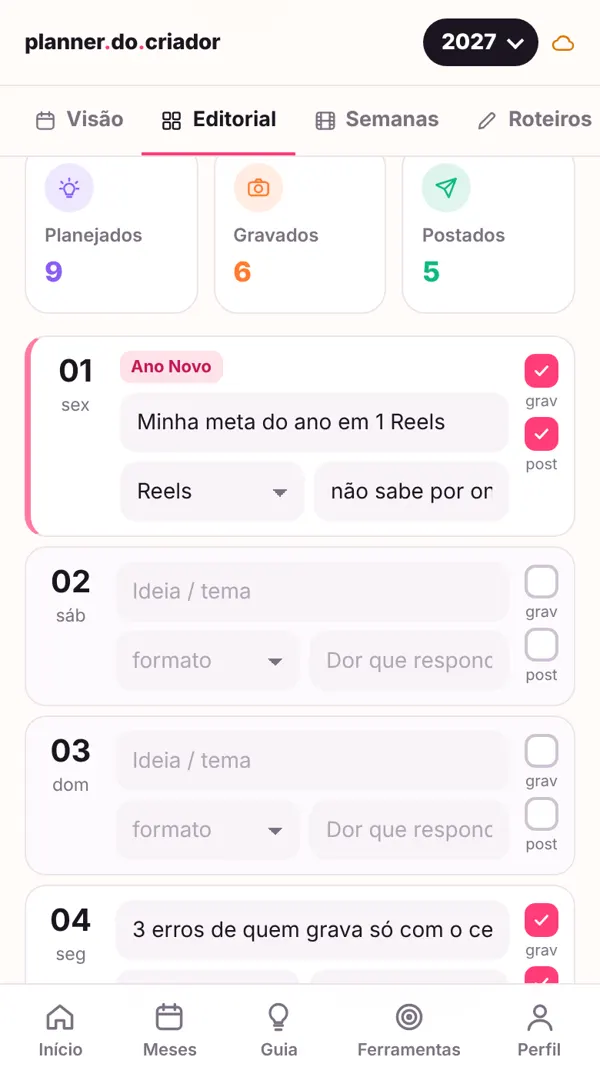 planner.do.criador
2027
Visão
Editorial
Semanas
Roteiros
Planejados
Gravados
Postados
9
6
5
01
sex
Ano Novo
Minha meta do ano em 1 Reels
Reels
não sabe por or
grav
post
02
sáb
Ideia / tema
formato
Dor que respond
grav
post
03
dom
Ideia / tema
formato
Dor que respond
grav
post
04
seg
3 erros de quem grava só com o ce
grav
Início
Meses
Guia
Ferramentas
Perfil